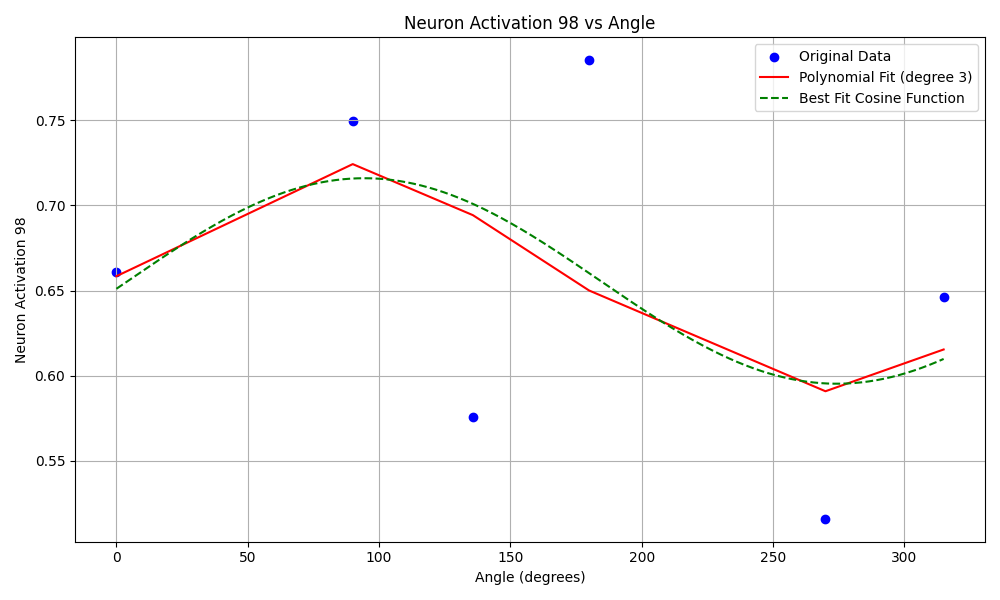 Neuron Activation 98 vs Angle
Original Data
Polynomial Fit (degree 3)
Best Fit Cosine Function
Neuron Activation 98
0.75
0.70
0.65
0.60
0.55
0 50 100 150 200 250 300
Angle (degrees)